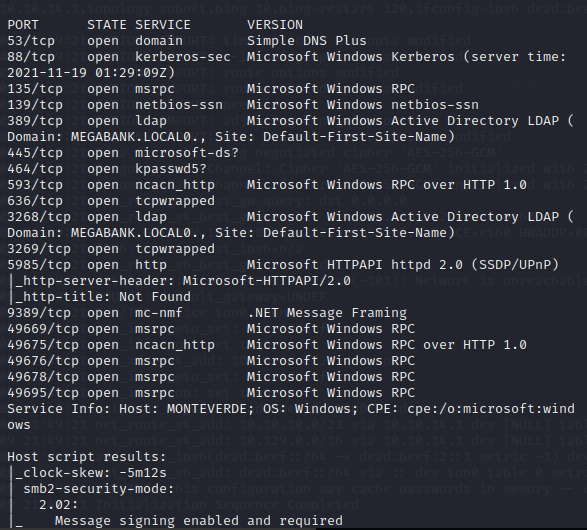 PORT STATE SERVICE VERSION
53/tcp open domain Simple DNS Plus
88/tcp open kerberos-sec Microsoft Windows Kerberos (server time:
2021-11-19 01:29:09Z)
135/tcp open msrpc Microsoft Windows RPC
139/tcp open netbios-ssn Microsoft Windows netbios-ssn
389/tcp open ldap Microsoft Windows Active Directory LDAP (
Domain: MEGABANK.LOCAL0., Site: Default-First-Site-Name)
445/tcp open microsoft-ds?
464/tcp open kpasswd5?
593/tcp open ncacn_http Microsoft Windows RPC over HTTP 1.0
636/tcp open tcpwrapped
3268/tcp open ldap Microsoft Windows Active Directory LDAP (
Domain: MEGABANK.LOCAL0., Site: Default-First-Site-Name)
3269/tcp open tcpwrapped
5985/tcp open http Microsoft HTTPAPI httpd 2.0 (SSDP/UPnP)
|_http-server-header: Microsoft-HTTPAPI/2.0
|_http-title: Not Found
9389/tcp open mc-nmf .NET Message Framing
49669/tcp open msrpc Microsoft Windows RPC
49675/tcp open ncacn_http Microsoft Windows RPC over HTTP 1.0
49676/tcp open msrpc Microsoft Windows RPC
49678/tcp open msrpc Microsoft Windows RPC
49695/tcp open msrpc Microsoft Windows RPC
Service Info: Host: MONTEVERDE; OS: Windows; CPE: cpe:/o:microsoft:wind
ows
Host script results:
|_clock-skew: -5m12s
| smb2-security-mode:
| 2.02:
|_ Message signing enabled and required